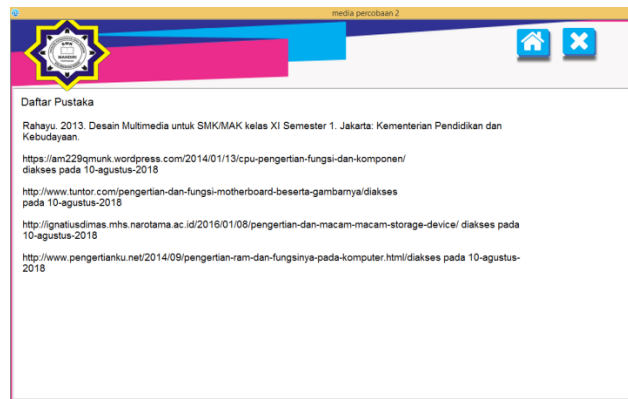 media percobaan 2
Daftar Pustaka
Rahayu. 2013. Desain Multimedia untuk SMK/MAK kelas XI Semester 1. Jakarta: Kementerian Pendidikan dan
Kebudayaan.
https://am229qmunk.wordpress.com/2014/01/13/cpu-pengertian-fungsi-dan-komponen/
diakses pada 10-agustus-2018
http://www.tuntor.com/pengertian-dan-fungsi-motherboard-beserta-gambarnya/diakses
pada 10-agustus-2018
http://ignatiusdimas.mhs.narotama.ac.id/2016/01/08/pengertian-dan-macam-macam-storage-device/ diakses pada
10-agustus-2018
http://www.pengertianku.net/2014/09/pengertian-ram-dan-fungsinya-pada-komputer.html/diakses pada 10-agustus-
2018